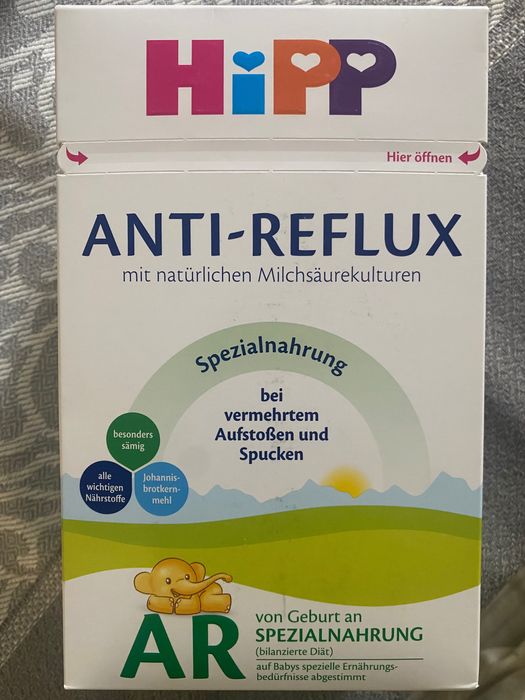 HiPP
Hier öffnen
ANTI-REFLUX
mit natürlichen Milchsäurekulturen
Spezialnahrung
bei
vermehrtem
Aufstoßen und
Spucken
besonders
sämig
alle
wichtigen
Nährstoffe
Johannis-
brotkern-
mehl
AR
von Geburt an
SPEZIALNAHRUNG
(bilanzierte Diät)
auf Babys spezielle Ernährungs-
bedürfnisse abgestimmt